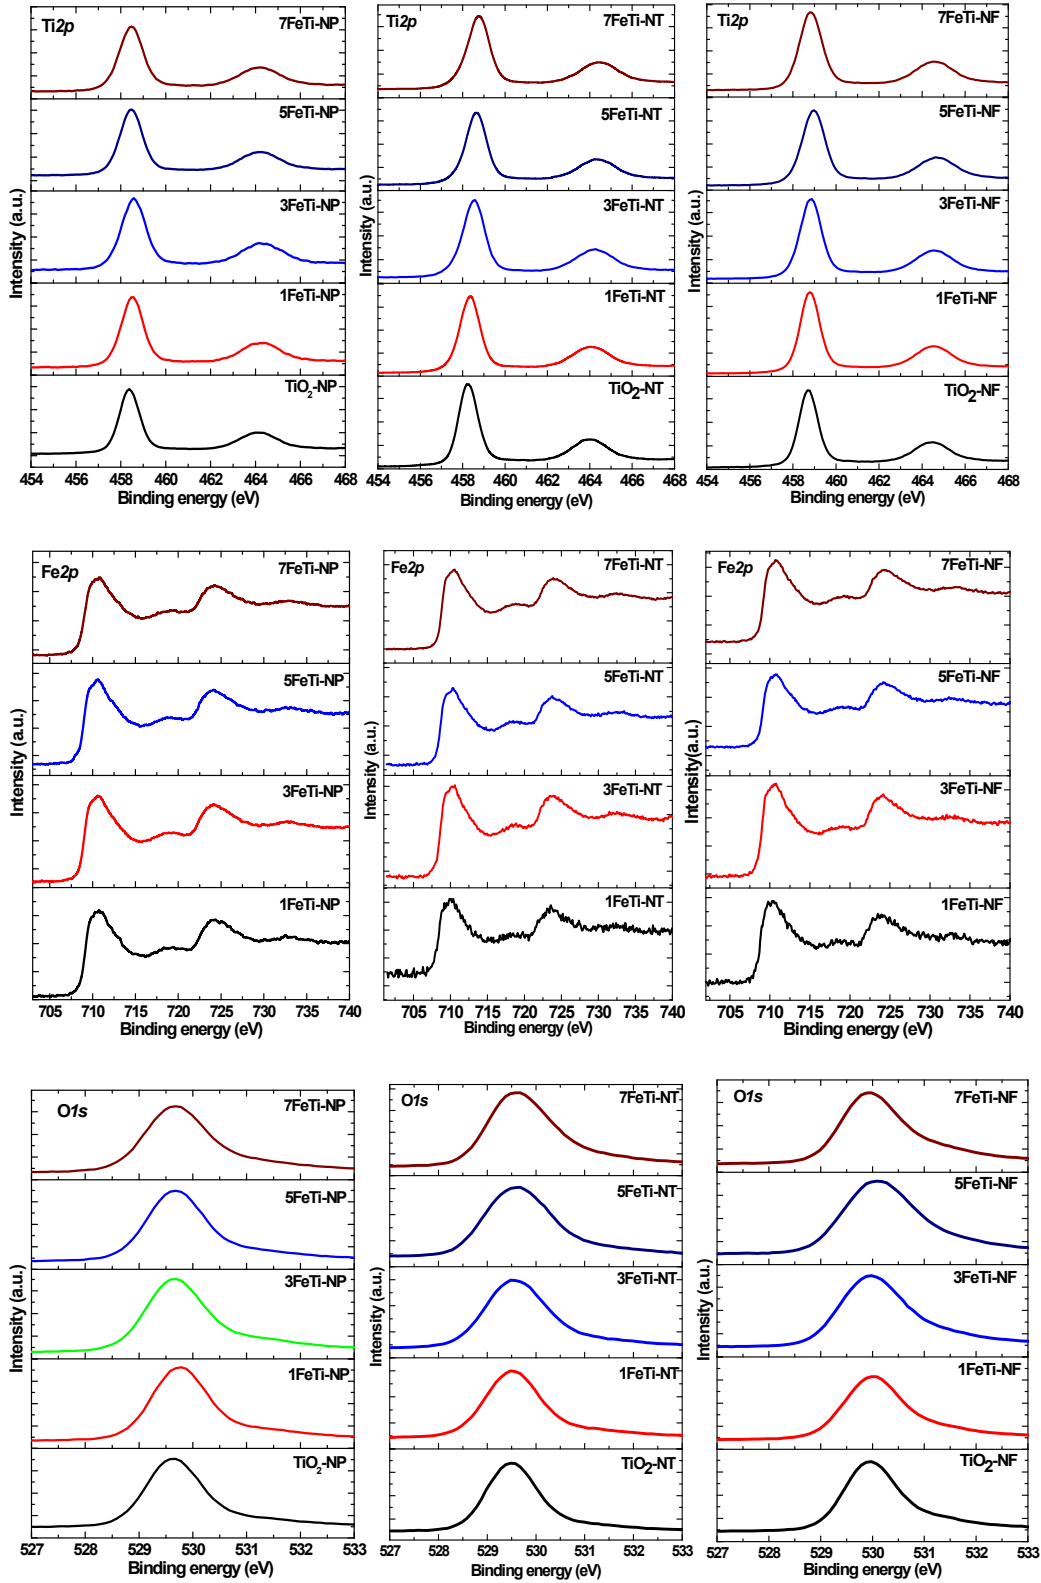 Ti2p
7FeTi-NP
5FeTi-NP
3FeTi-NP
1FeTi-NP
TiO2-NP
Intensity (a.u.)
454 456 458 460 462 464 466 468
Binding energy (eV)
Ti2p
7FeTi-NT
5FeTi-NT
3FeTi-NT
1FeTi-NT
TiO2-NT
Intensity (a.u.)
454 456 458 460 462 464 466 468
Binding energy (eV)
Ti2p
7FeTi-NF
5FeTi-NF
3FeTi-NF
1FeTi-NF
TiO2-NF
Intensity (a.u.)
454 456 458 460 462 464 466 468
Binding energy (eV)
Fe2p
7FeTi-NP
5FeTi-NP
3FeTi-NP
1FeTi-NP
Intensity (a.u.)
705 710 715 720 725 730 735 740
Binding energy (eV)
Fe2p
7FeTi-NT
5FeTi-NT
3FeTi-NT
1FeTi-NT
Intensity (a.u.)
705 710 715 720 725 730 735 740
Binding energy (eV)
Fe2p
7FeTi-NF
5FeTi-NF
3FeTi-NF
1FeTi-NF
Intensity(a.u.)
705 710 715 720 725 730 735 740
Binding energy (eV)
O1s
7FeTi-NP
5FeTi-NP
3FeTi-NP
1FeTi-NP
TiO2-NP
Intensity (a.u.)
527 528 529 530 531 532 533
Binding energy (eV)
O1s
7FeTi-NT
5FeTi-NT
3FeTi-NT
1FeTi-NT
TiO2-NT
Intensity (a.u.)
527 528 529 530 531 532 533
Binding energy (eV)
O1s
7FeTi-NF
5FeTi-NF
3FeTi-NF
1FeTi-NF
TiO2-NF
Intensity (a.u.)
527 528 529 530 531 532 533
Binding energy (eV)